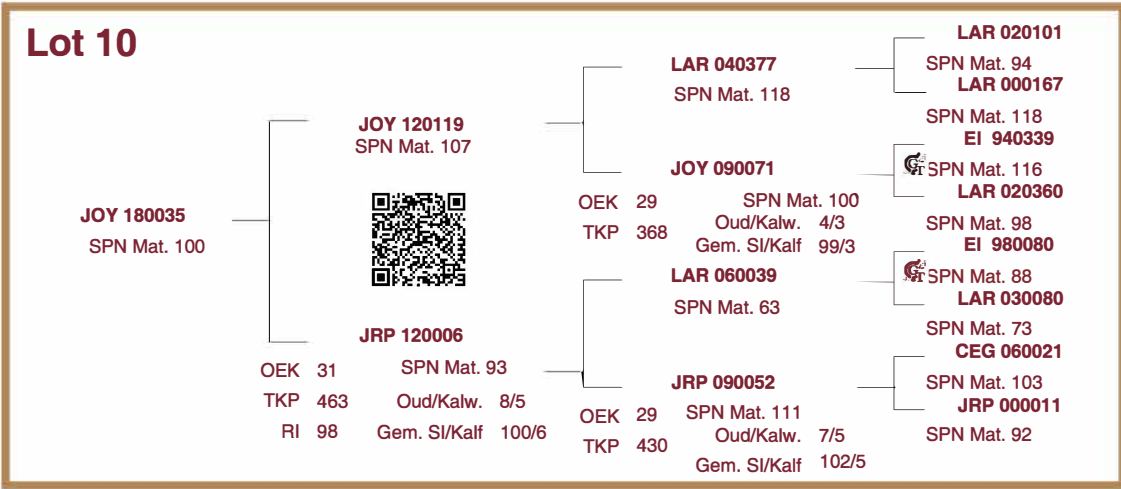 Lot 10
JOY 180035
SPN Mat. 100
JOY 120119
SPN Mat. 107
JRP 120006
OEK 31 SPN Mat. 93
TKP 463 Oud/Kalw. 8/5
RI 98 Gem. SI/Kalf 100/6
LAR 040377
SPN Mat. 118
JOY 090071
OEK 29 SPN Mat. 100
TKP 368 Oud/Kalw. 4/3
Gem. SI/Kalf 99/3
LAR 060039
SPN Mat. 63
JRP 090052
OEK 29 SPN Mat. 111
TKP 430 Oud/Kalw. 7/5
Gem. SI/Kalf 102/5
LAR 020101
SPN Mat. 94
LAR 000167
SPN Mat. 118
EI 940339
GT SPN Mat. 116
LAR 020360
SPN Mat. 98
EI 980080
GT SPN Mat. 88
LAR 030080
SPN Mat. 73
CEG 060021
SPN Mat. 103
JRP 000011
SPN Mat. 92